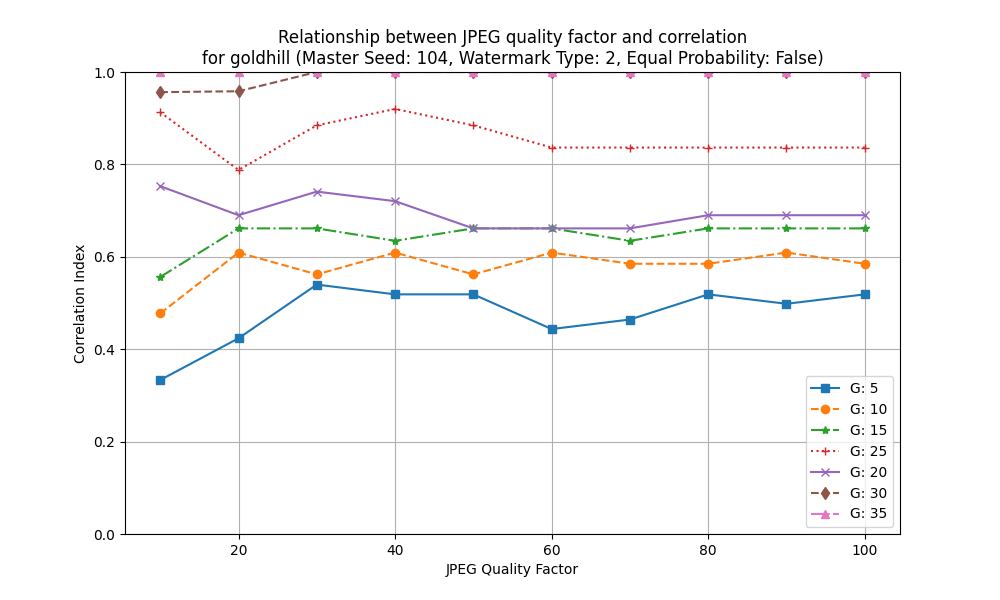 Relationship between JPEG quality factor and correlation
for goldhill (Master Seed: 104, Watermark Type: 2, Equal Probability: False)
1.0
0.8
0.6
0.4
0.2
0.0
Correlation Index
20
40
60
80
100
JPEG Quality Factor
G: 5
G: 10
G: 15
G: 25
G: 20
G: 30
G: 35